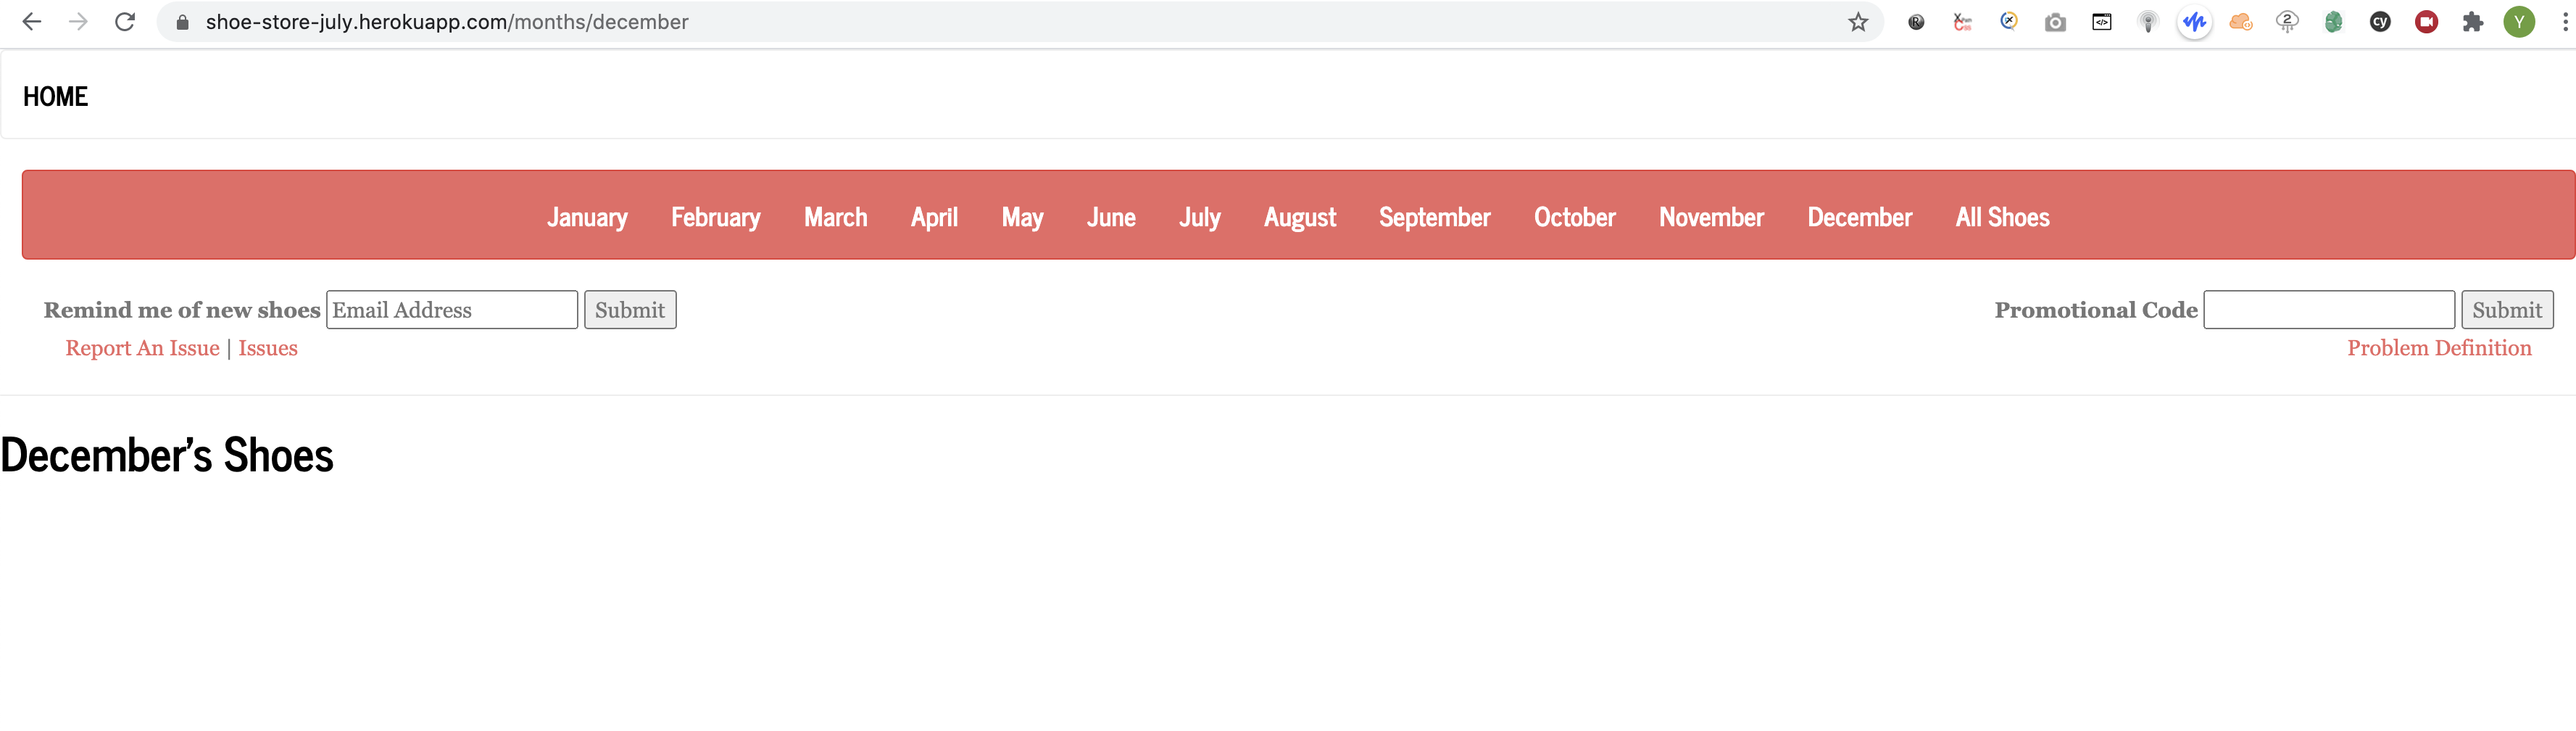 shoe-store-july.herokuapp.com/months/december
2
cy
Y
HOME
January February March April May June July August September October November December All Shoes
Remind me of new shoes Email Address Submit Promotional Code Submit
Report An Issue | Issues Problem Definition
December's Shoes